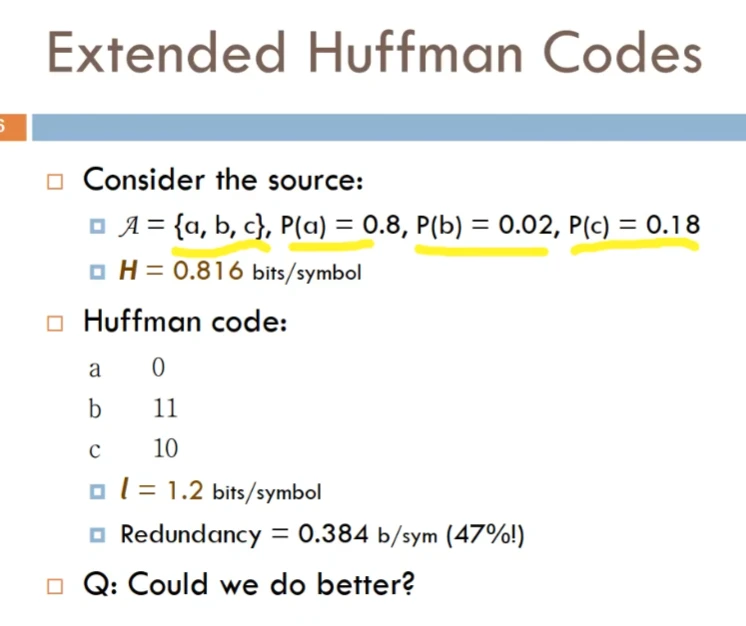 Extended Huffman Codes
Consider the source:
𝒜 = {a, b, c}, P(a) = 0.8, P(b) = 0.02, P(c) = 0.18
H = 0.816 bits/symbol
Huffman code:
a 0
b 11
c 10
l = 1.2 bits/symbol
Redundancy = 0.384 b/sym (47%!)
Q: Could we do better?